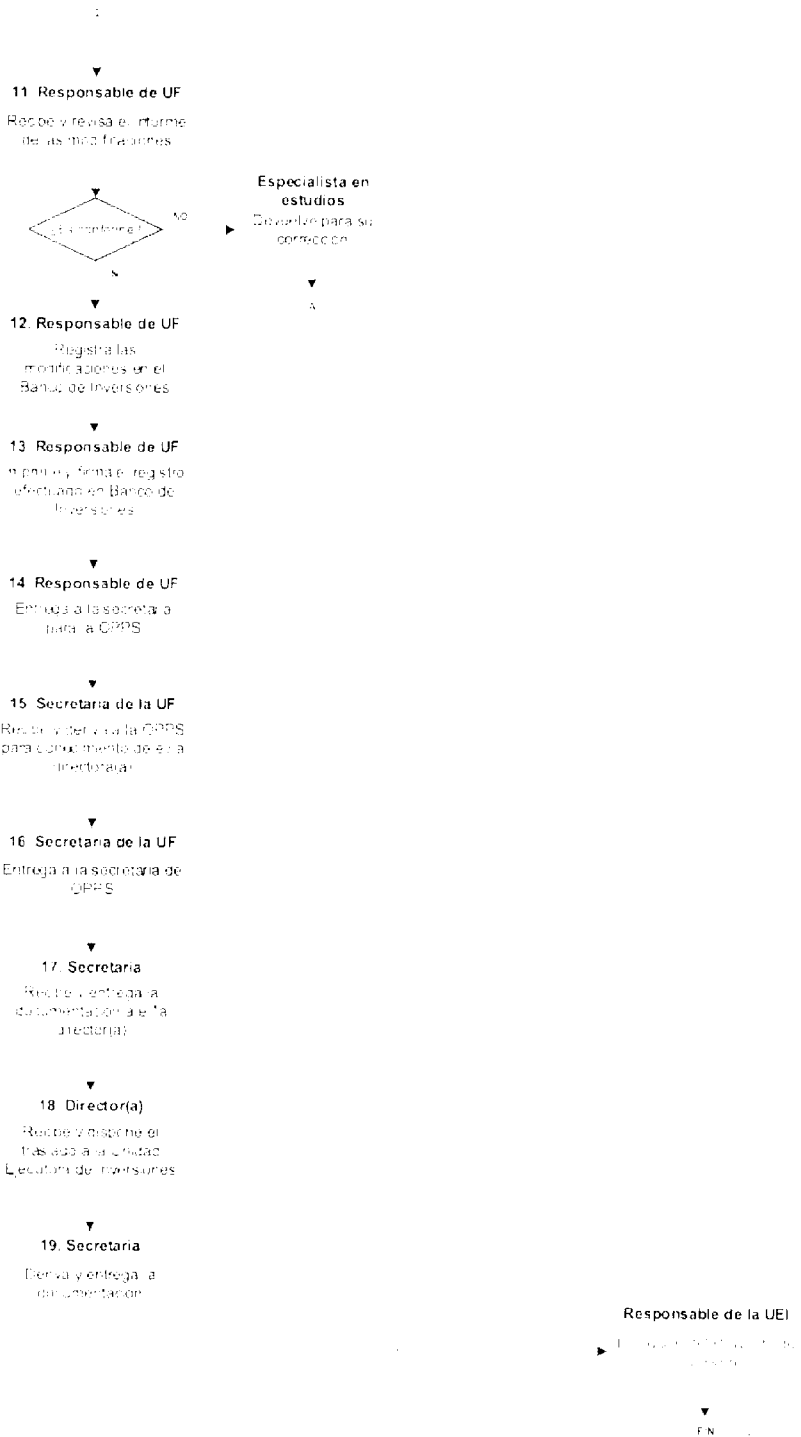 11 Responsable de UF
Recibe y revisa el informe
de las modificaciones
¿Es conforme?
NO
Especialista en
estudios
Devuelve para su
corrección
A
12. Responsable de UF
Registra las
modificaciones en el
Banco de Inversiones
13 Responsable de UF
Imprime y firma el registro
efectuado en Banco de
Inversiones
14 Responsable de UF
Entrega a la secretaria
para la OPPS
15 Secretaria de la UF
Recibe y deriva a la OPPS
para conocimiento de el/la
director(a)
16 Secretaria de la UF
Entrega a la secretaria de
OPPS
17. Secretaria
Recibe y entrega la
documentación a el/la
director(a)
18 Director(a)
Recibe y dispone el
traslado a la Unidad
Ejecutora de Inversiones
19. Secretaria
Deriva y entrega la
documentación
Responsable de la UEI
FIN